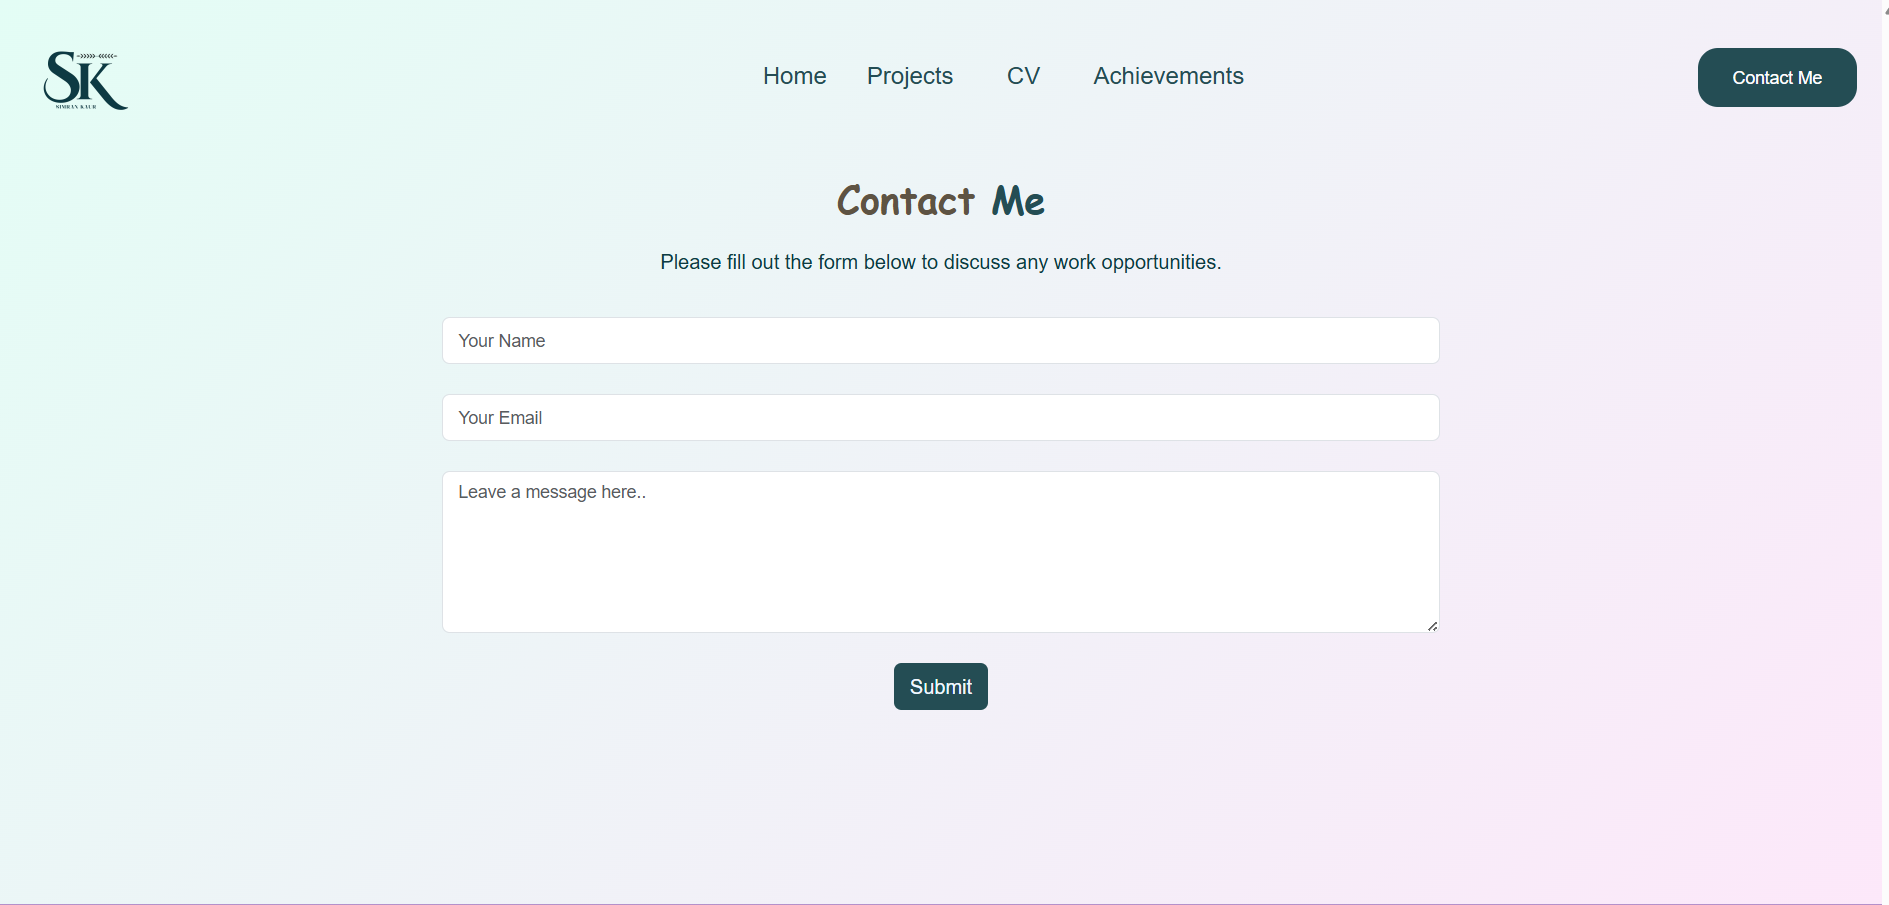 SK
SIMRAN KAUR
Home Projects CV Achievements
Contact Me
Contact Me
Please fill out the form below to discuss any work opportunities.
Your Name
Your Email
Leave a message here..
Submit